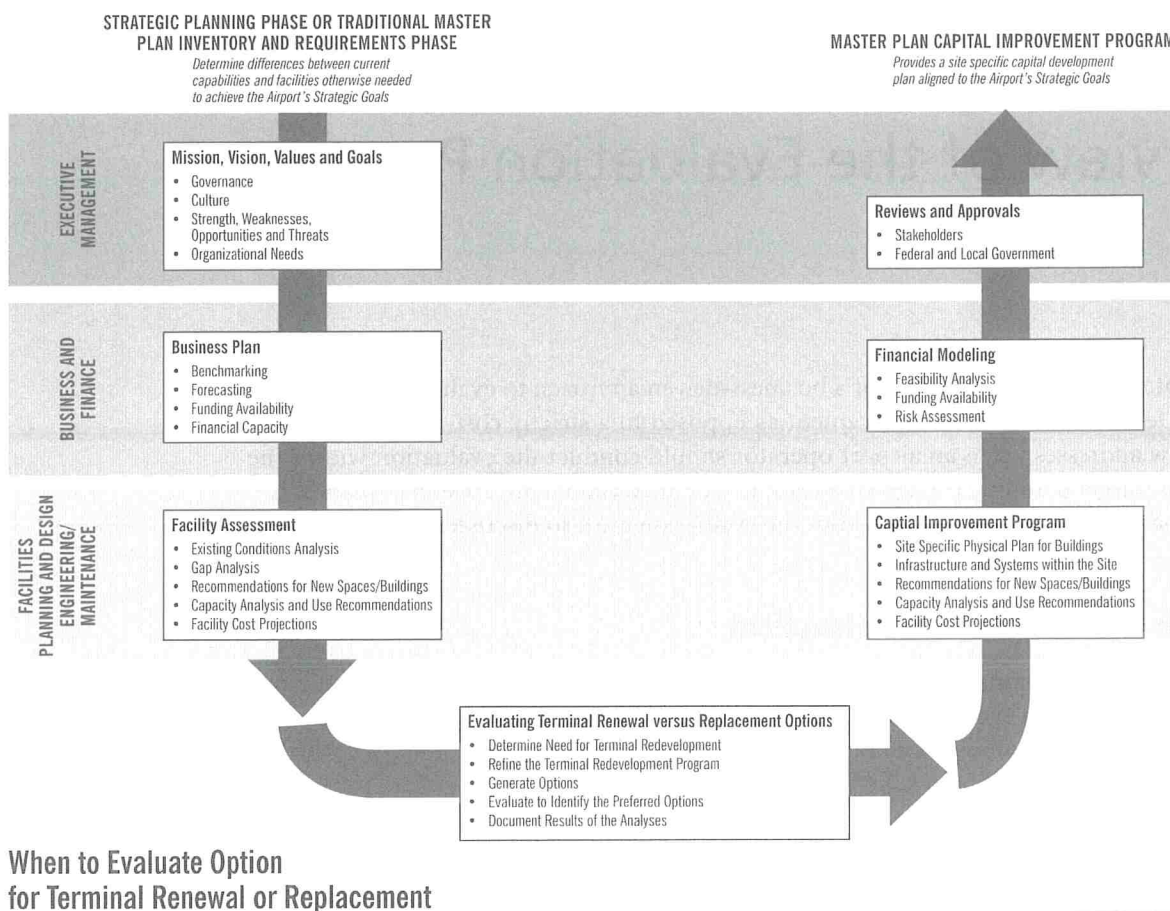 STRATEGIC PLANNING PHASE OR TRADITIONAL MASTER
PLAN INVENTORY AND REQUIREMENTS PHASE
Determine differences between current
capabilities and facilities otherwise needed
to achieve the Airport's Strategic Goals
MASTER PLAN CAPITAL IMPROVEMENT PROGRAM
Provides a site specific capital development
plan aligned to the Airport's Strategic Goals
EXECUTIVE
MANAGEMENT
Mission, Vision, Values and Goals
• Governance
• Culture
• Strength, Weaknesses,
Opportunities and Threats
• Organizational Needs
Reviews and Approvals
• Stakeholders
• Federal and Local Government
BUSINESS AND
FINANCE
Business Plan
• Benchmarking
• Forecasting
• Funding Availability
• Financial Capacity
Financial Modeling
• Feasibility Analysis
• Funding Availability
• Risk Assessment
FACILITIES
PLANNING AND DESIGN
ENGINEERING/
MAINTENANCE
Facility Assessment
• Existing Conditions Analysis
• Gap Analysis
• Recommendations for New Spaces/Buildings
• Capacity Analysis and Use Recommendations
• Facility Cost Projections
Captial Improvement Program
• Site Specific Physical Plan for Buildings
• Infrastructure and Systems within the Site
• Recommendations for New Spaces/Buildings
• Capacity Analysis and Use Recommendations
• Facility Cost Projections
Evaluating Terminal Renewal versus Replacement Options
• Determine Need for Terminal Redevelopment
• Refine the Terminal Redevelopment Program
• Generate Options
• Evaluate to Identify the Preferred Options
• Document Results of the Analyses
When to Evaluate Option
for Terminal Renewal or Replacement